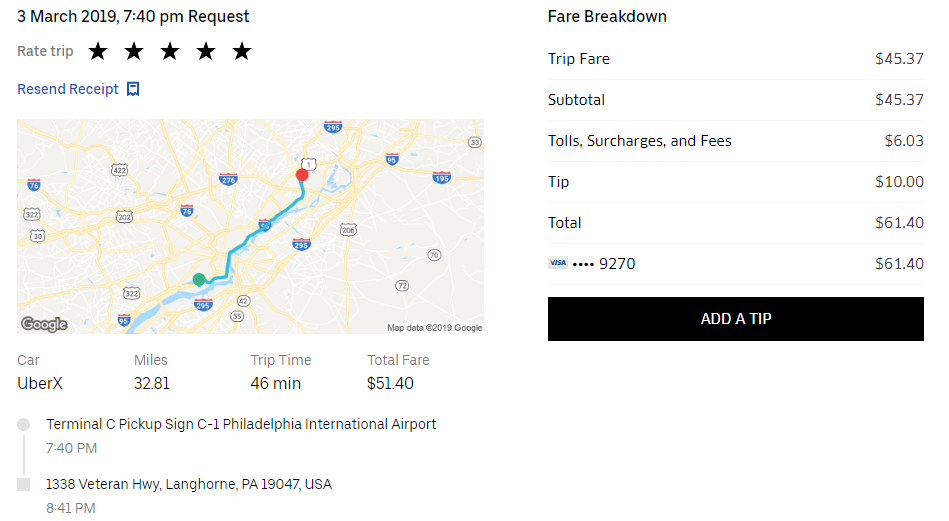 3 March 2019, 7:40 pm Request
Rate trip
Resend Receipt
295
33
1
95
422
276
195
76
76
322
202
30
206
295
70
322
72
42
295
55
95
Google
Map data ©2019 Google
Car
Miles
Trip Time
Total Fare
UberX
32.81
46 min
$51.40
Terminal C Pickup Sign C-1 Philadelphia International Airport
7:40 PM
1338 Veteran Hwy, Langhorne, PA 19047, USA
8:41 PM
Fare Breakdown
Trip Fare $45.37
Subtotal $45.37
Tolls, Surcharges, and Fees $6.03
Tip $10.00
Total $61.40
VISA •••• 9270 $61.40
ADD A TIP